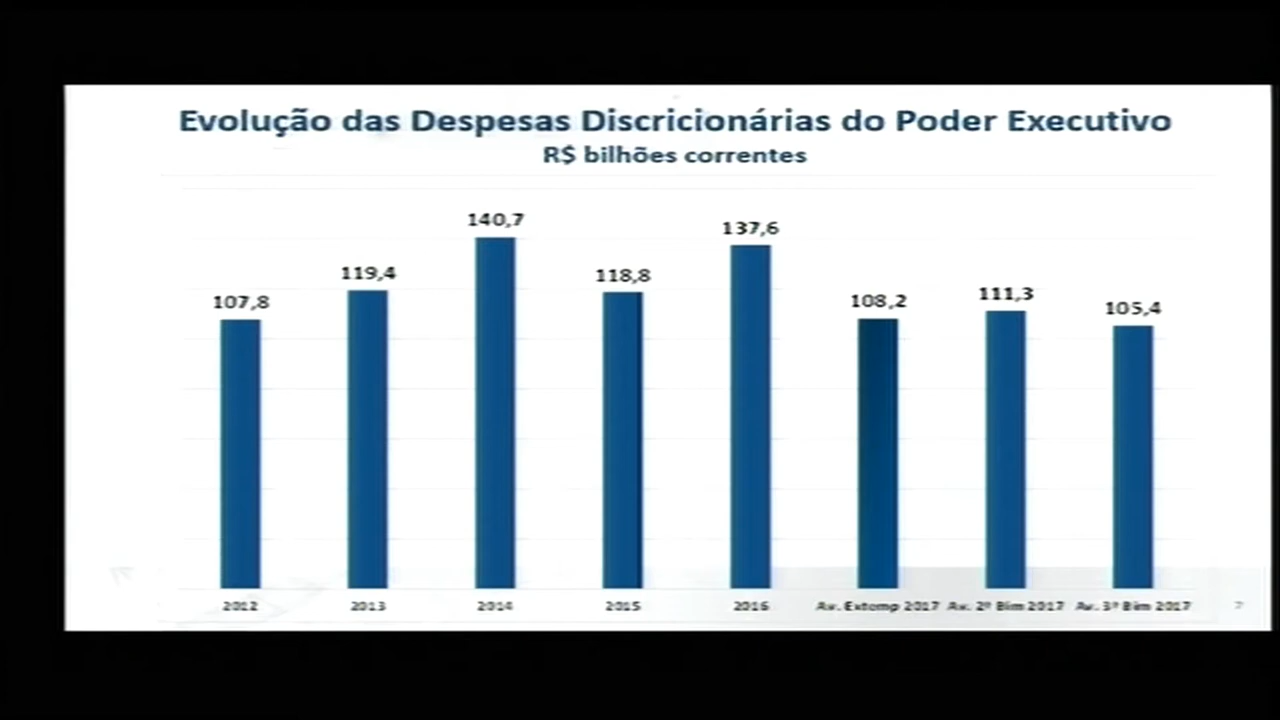 Evolução das Despesas Discricionárias do Poder Executivo
R$ bilhões correntes
107,8
119,4
140,7
118,8
137,6
108,2
111,3
105,4
2012
2013
2014
2015
2016
Av. Extemp 2017
Av. 2º Bim 2017
Av. 3º Bim 2017
7